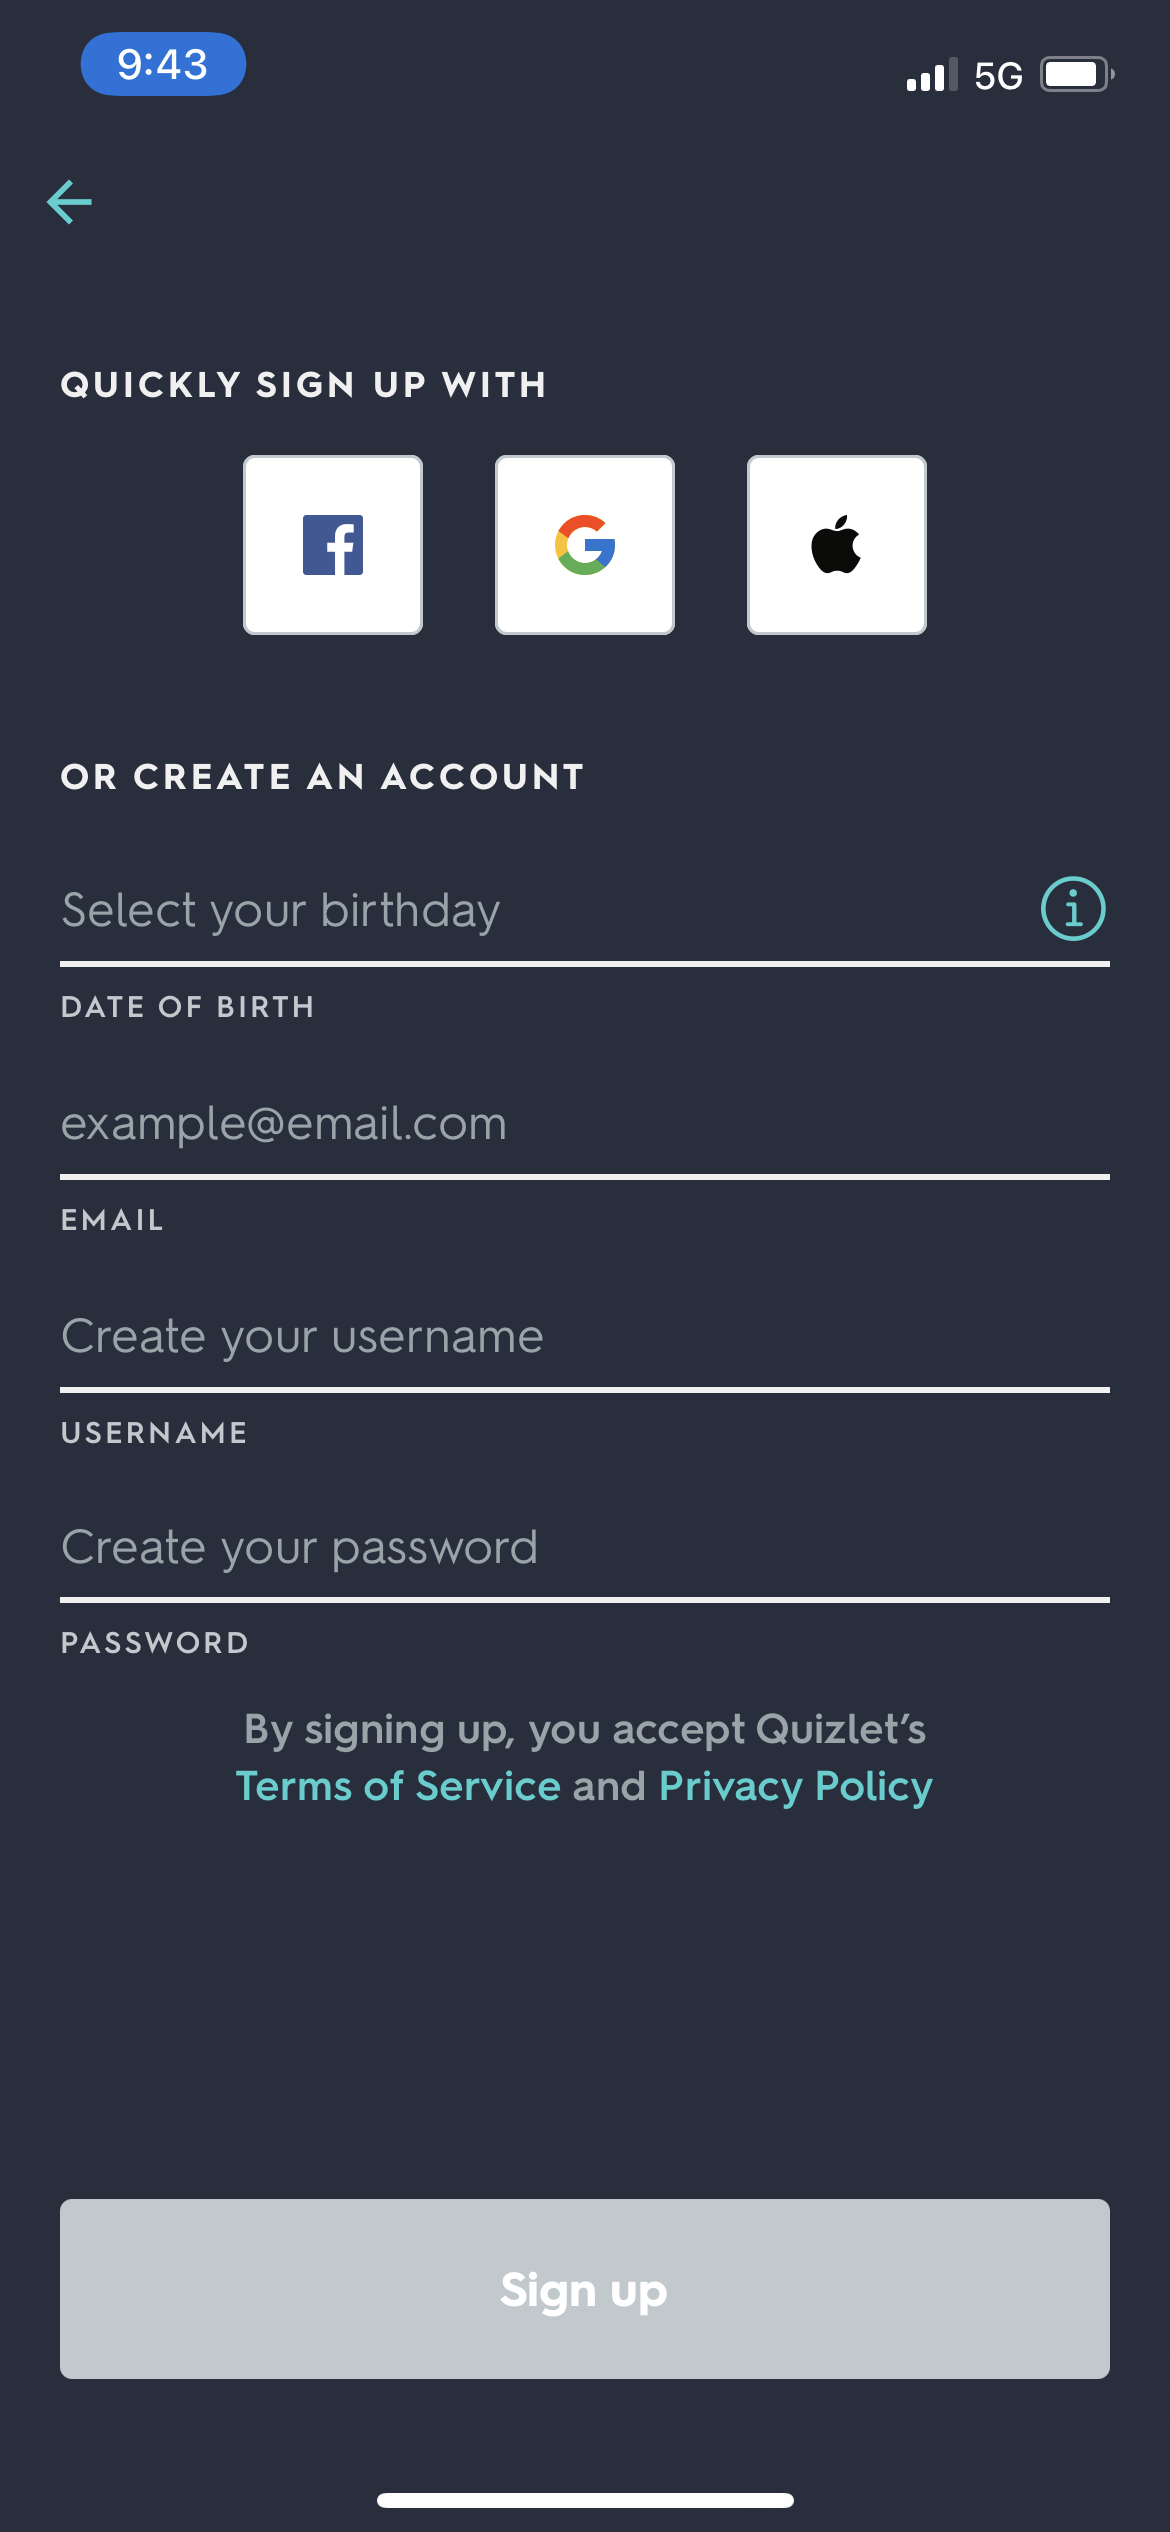 9:43
5G
QUICKLY SIGN UP WITH
OR CREATE AN ACCOUNT
Select your birthday
DATE OF BIRTH
example@email.com
EMAIL
Create your username
USERNAME
Create your password
PASSWORD
By signing up, you accept Quizlet’s
Terms of Service and Privacy Policy
Sign up